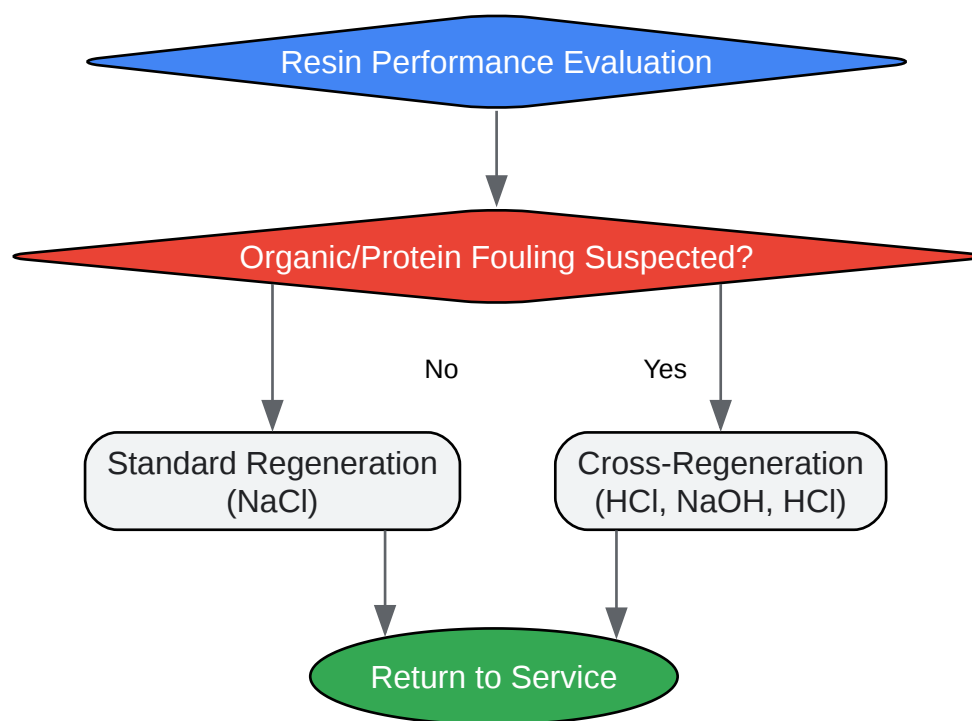 Resin Performance Evaluation
Organic/Protein Fouling Suspected?
No
Yes
Standard Regeneration
(NaCl)
Cross-Regeneration
(HCl, NaOH, HCl)
Return to Service